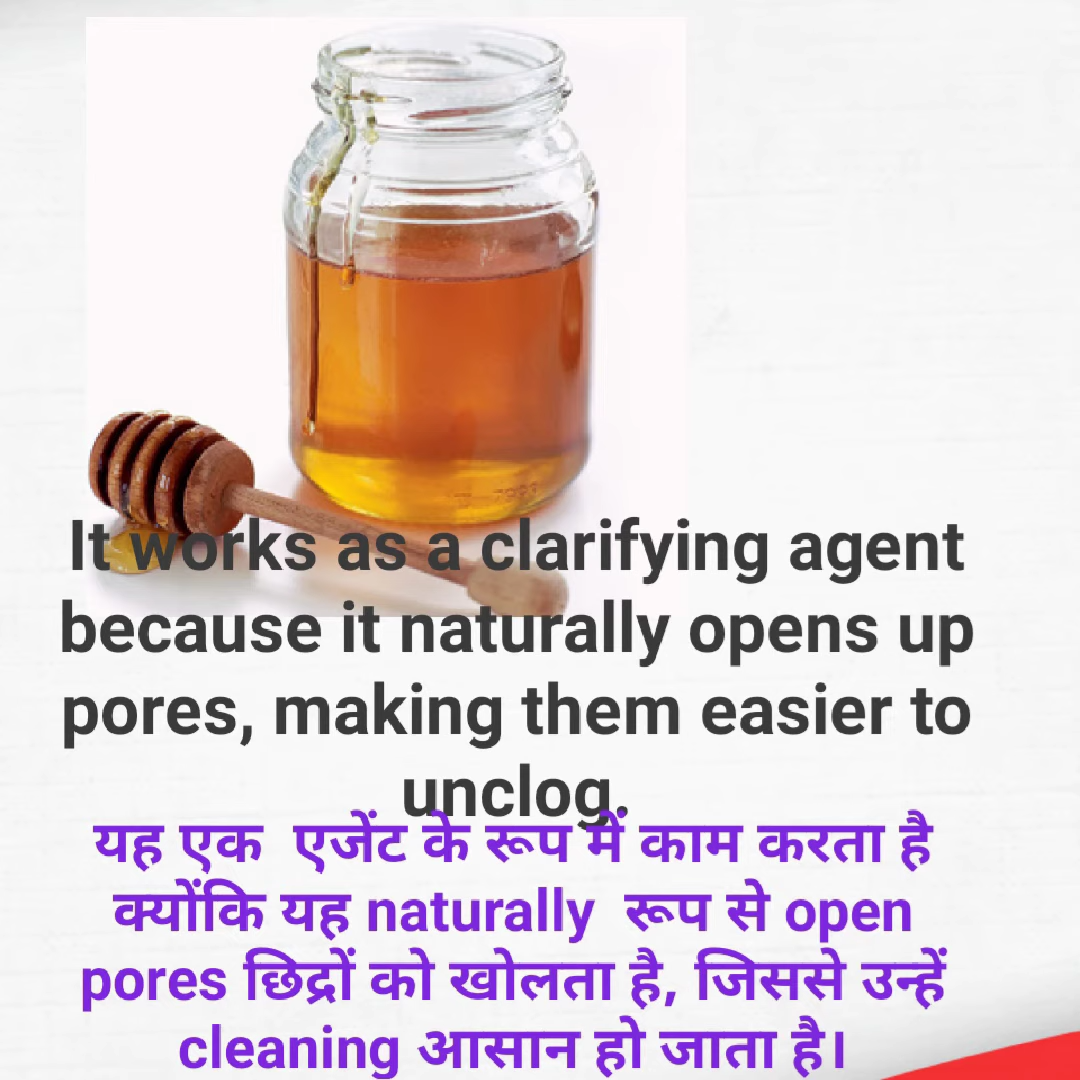 It works as a clarifying agent
because it naturally opens up
pores, making them easier to
unclog.
यह एक एजेंट के रूप में काम करता है
क्योंकि यह naturally रूप से open
pores छिद्रों को खोलता है, जिससे उन्हें
cleaning आसान हो जाता है।